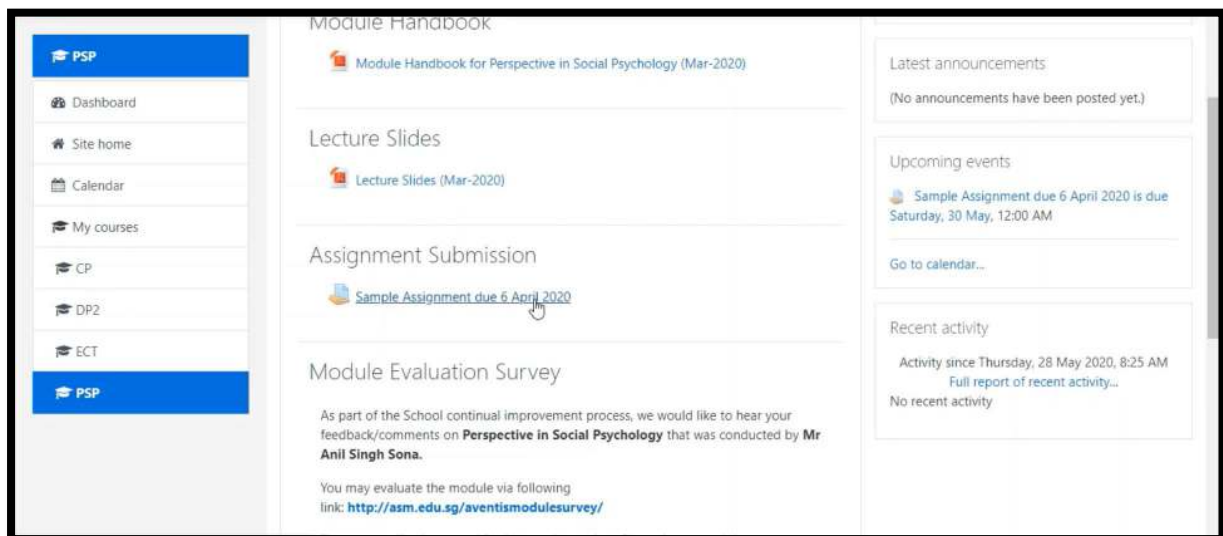 PSP
Dashboard
Site home
Calendar
My courses
CP
DP2
ECT
PSP
Module Handbook
Module Handbook for Perspective in Social Psychology (Mar-2020)
Lecture Slides
Lecture Slides (Mar-2020)
Assignment Submission
Sample Assignment due 6 April 2020
Module Evaluation Survey
As part of the School continual improvement process, we would like to hear your
feedback/comments on Perspective in Social Psychology that was conducted by Mr
Anil Singh Sona.
You may evaluate the module via following
link: http://asm.edu.sg/aventismodulesurvey/
Latest announcements
(No announcements have been posted yet.)
Upcoming events
Sample Assignment due 6 April 2020 is due
Saturday, 30 May, 12:00 AM
Go to calendar...
Recent activity
Activity since Thursday, 28 May 2020, 8:25 AM
Full report of recent activity...
No recent activity